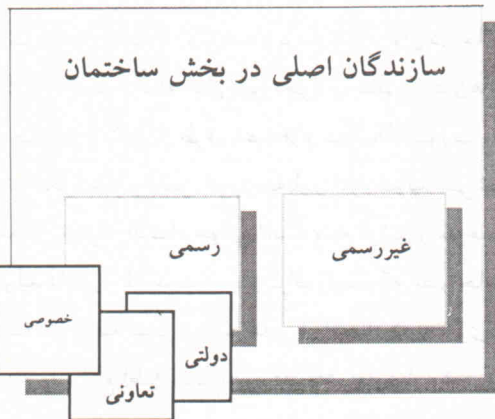 سازندگان اصلی در بخش ساختمان
غیررسمی
رسمی
خصوصی
دولتی
تعاونی